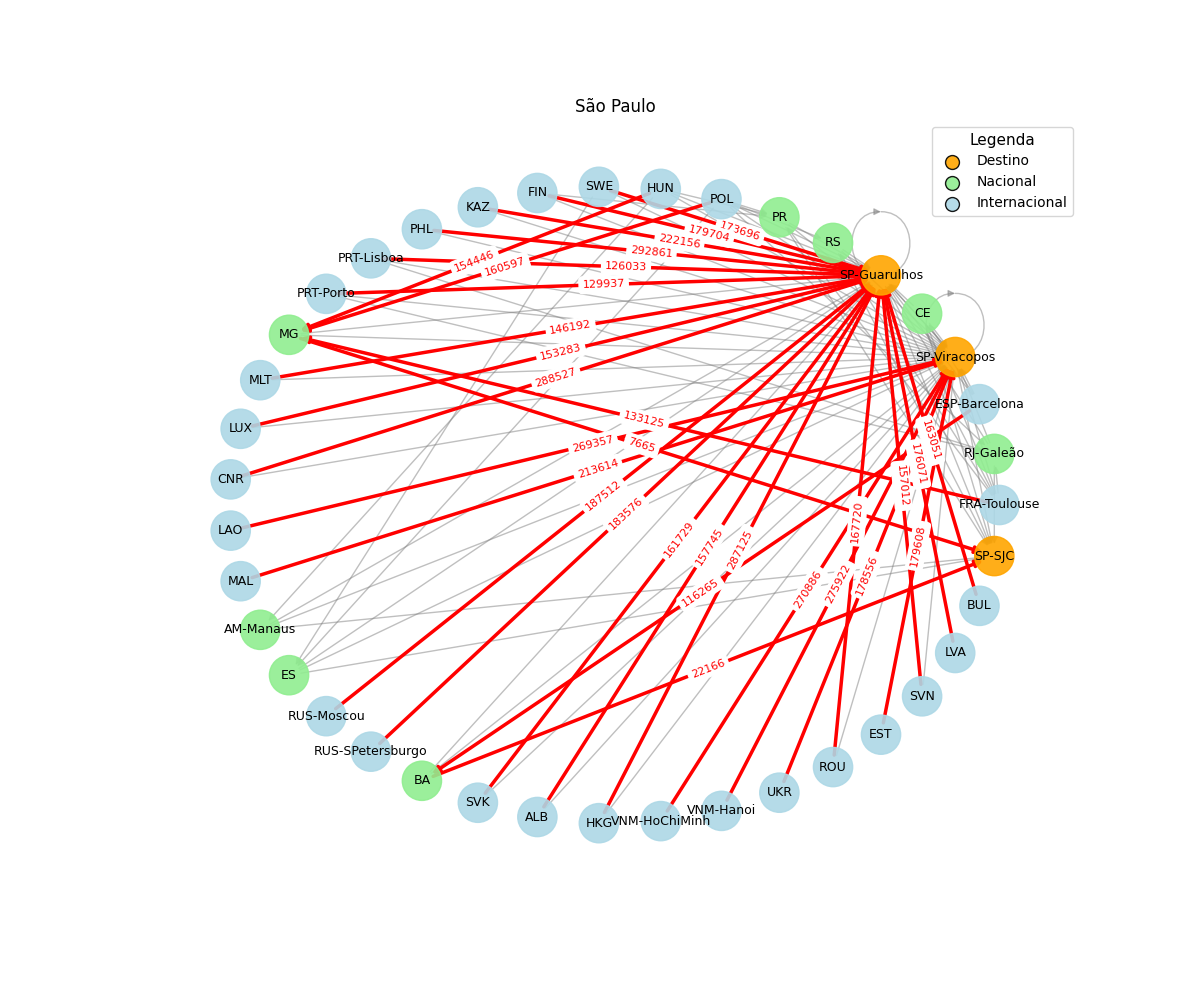 São Paulo
Legenda
Destino
Nacional
Internacional
SWE
HUN
FIN
POL
KAZ
PR
PHL
RS
PRT-Lisboa
SP-Guarulhos
PRT-Porto
CE
MG
SP-Viracopos
MLT
ESP-Barcelona
LUX
RJ-Galeão
CNR
FRA-Toulouse
LAO
SP-SJC
MAL
BUL
AM-Manaus
LVA
ES
SVN
RUS-Moscou
EST
RUS-SPetersburgo
ROU
BA
UKR
SVK
VNM-Hanoi
ALB
HKG
VNM-HoChiMinh
173696
179704
222156
292861
154446
160597
126033
129937
146192
153283
288527
133125
269357
7665
213614
163051
176071
157012
187512
183576
167720
161729
157745
287125
179608
116265
270886
275922
178556
22166